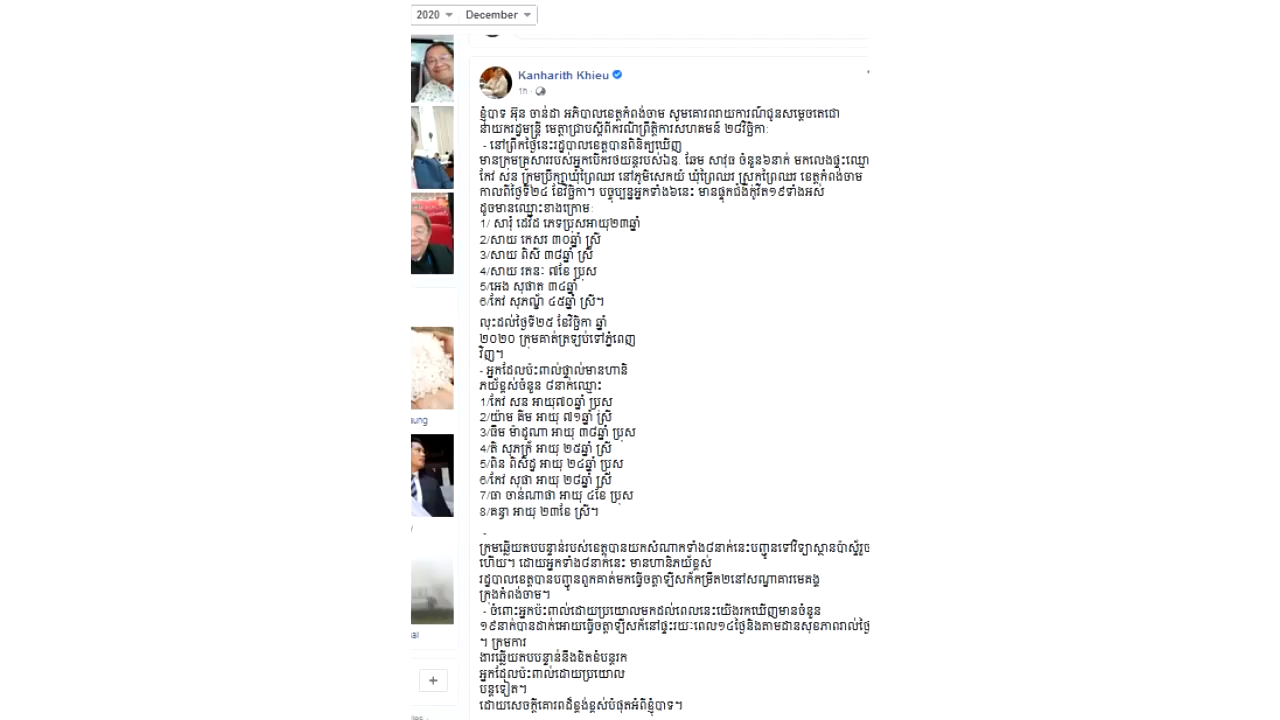 2020
December
Kanharith Khieu
1h ·
ខ្ញុំបាទ អ៊ុន ចាន់ដា អភិបាលខេត្តកំពង់ចាម សូមគោរពរាយការណ៍ជូនសម្តេចតេជោ
នាយករដ្ឋមន្ត្រី មេត្តាជ្រាបស្តីពីករណីព្រឹត្តិការសហគមន៍ ២៨វិច្ឆិកាៈ
- នៅព្រឹកថ្ងៃនេះរដ្ឋបាលខេត្តបានពិនិត្យឃើញ
មានក្រុមគ្រួសាររបស់អ្នកបើករថយន្តរបស់ឯឧ. ឆែម សាវុធ ចំនួន៦នាក់ មកលេងផ្ទះឈ្មោ
កែវ សន ក្រុមប្រឹក្សាឃុំព្រៃឈរ នៅភូមិសេកយំ ឃុំព្រៃឈរ ស្រុកព្រៃឈរ ខេត្តកំពង់ចាម
កាលពីថ្ងៃទី២៤ ខែវិច្ឆិកា។ បច្ចុប្បន្នអ្នកទាំង៦នេះ មានផ្ទុកជំងឺកូវីត១៩ទាំងអស់
ដូចមានឈ្មោះខាងក្រោមៈ
1/ សារ៉ុ ដេវីដ ភេទប្រុសអាយុ២៣ឆ្នាំ
2/សាយ កេសរ ៣០ឆ្នាំ ស្រី
3/សាយ ពិសី ៣៨ឆ្នាំ ស្រី
4/សាយ រតនៈ ៧ខែ ប្រុស
5/អេង សុផាត ៣៤ឆ្នាំ
6/កែវ សុភណ្ឌ័ ៤៥ឆ្នាំ ស្រី។
លុះដល់ថ្ងៃទី២៥ ខែវិច្ឆិកា ឆ្នាំ
២០២០ ក្រុមគាត់ត្រឡប់ទៅភ្នំពេញ
វិញ។
- អ្នកដែលប៉ះពាល់ផ្ទាល់មានហានិ
ភយ័ខ្ពស់ចំនួន ៨នាក់ឈ្មោះ
1/កែវ សន អាយុ៧០ឆ្នាំ ប្រុស
2/យ៉ាម គីម អាយុ ៧១ឆ្នាំ ស្រី
3/ធឹម ម៉ាដូណា អាយុ ៣៨ឆ្នាំ ប្រុស
4/តិ សុភក្រ័ អាយុ ២៥ឆ្នាំ ស្រី
5/ពិន ពិសិដ្ឋ អាយុ ២៤ឆ្នាំ ប្រុស
6/កែវ សុផា អាយុ ២៨ឆ្នាំ ស្រី
7/ធា ចាន់ណាផា អាយុ ៤ខែ ប្រុស
8/គន្ធា អាយុ ២៣ខែ ស្រី។
-
ក្រុមឆ្លើយតបបន្ទាន់របស់ខេត្តបានយកសំណាកទាំង៨នាក់នេះបញ្ជូនទៅវិទ្យាស្ថានប៉ាស្ទ័រួច
ហើយ។ ដោយអ្នកទាំង៨នាក់នេះ មានហានិភយ័ខ្ពស់
រដ្ឋបាលខេត្តបានបញ្ជូនពួកគាត់មកធ្វើចត្តាឡីសក័កម្រឹត២នៅសណ្ឋាគារមេគង្គ
ក្រុងកំពង់ចាម។
- ចំពោះអ្នកប៉ះពាល់ដោយប្រយោលមកដល់ពេលនេះយើងរកឃើញមានចំនួន
១៩នាក់បានដាក់អោយធ្វើចត្តាឡីសក័នៅផ្ទះរយៈពេល១៤ថ្ងៃនិងតាមដានសុខភាពរាល់ថ្ងៃ
។ ក្រុមការ
ងារឆ្លើយតបបន្ទាន់នឹងខិតខំបន្តរក
អ្នកដែលប៉ះពាល់ដោយប្រយោល
បន្តទៀត។
ដោយសេចក្តីគោរពដ៏ខ្ពង់ខ្ពស់បំផុតអំពីខ្ញុំបាទ។